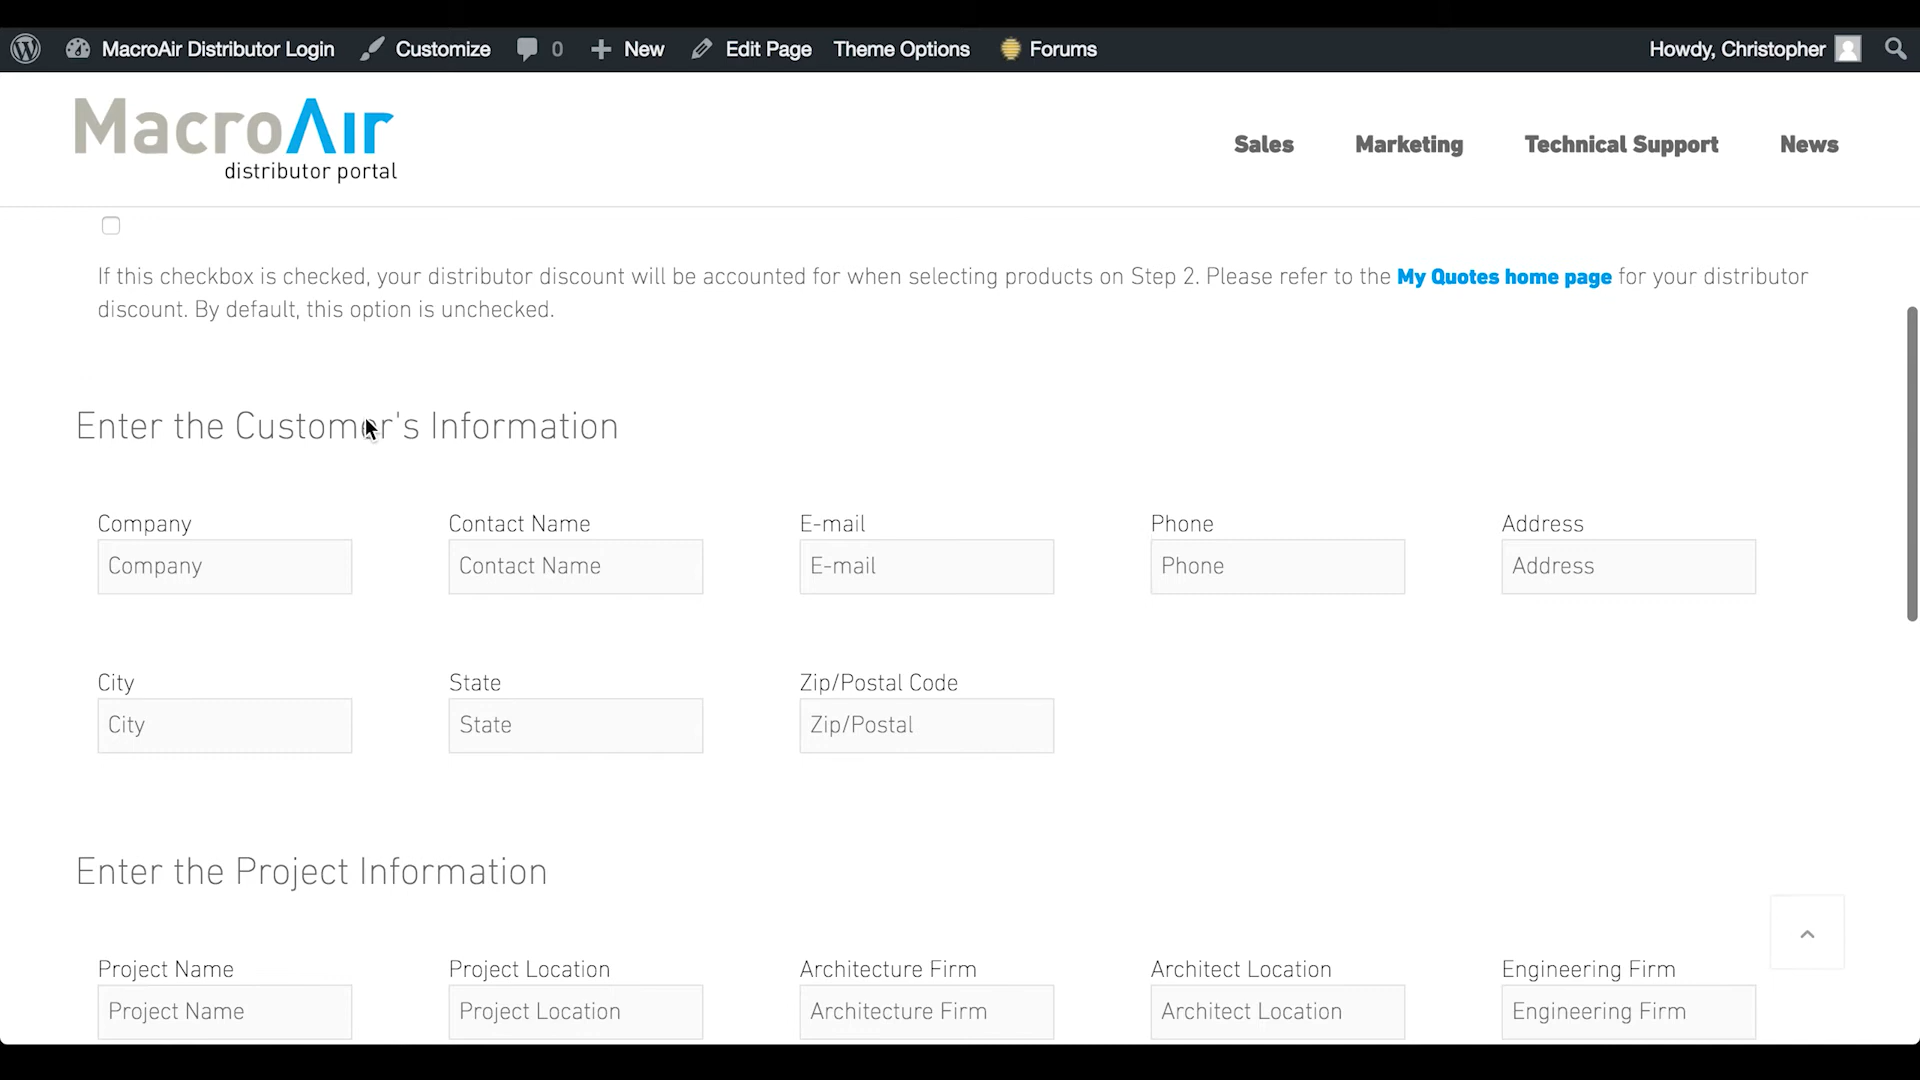 MacroAir Distributor Login Customize 0 New Edit Page Theme Options Forums Howdy, Christopher
MacroAir
distributor portal
Sales Marketing Technical Support News
If this checkbox is checked, your distributor discount will be accounted for when selecting products on Step 2. Please refer to the My Quotes home page for your distributor
discount. By default, this option is unchecked.
Enter the Customer's Information
Company Contact Name E-mail Phone Address
Company Contact Name E-mail Phone Address
City State Zip/Postal Code
City State Zip/Postal
Enter the Project Information
Project Name Project Location Architecture Firm Architect Location Engineering Firm
Project Name Project Location Architecture Firm Architect Location Engineering Firm